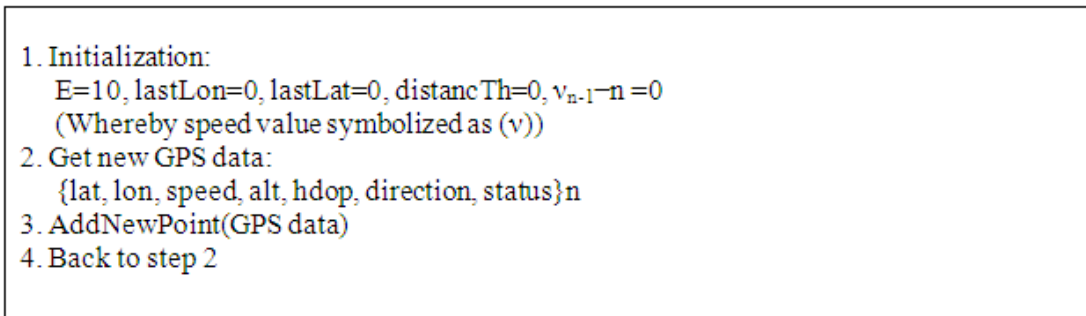 1. Initialization:
E=10, lastLon=0, lastLat=0, distancTh=0, vₙ₋₁−n =0
(Whereby speed value symbolized as (v))
2. Get new GPS data:
{lat, lon, speed, alt, hdop, direction, status}n
3. AddNewPoint(GPS data)
4. Back to step 2